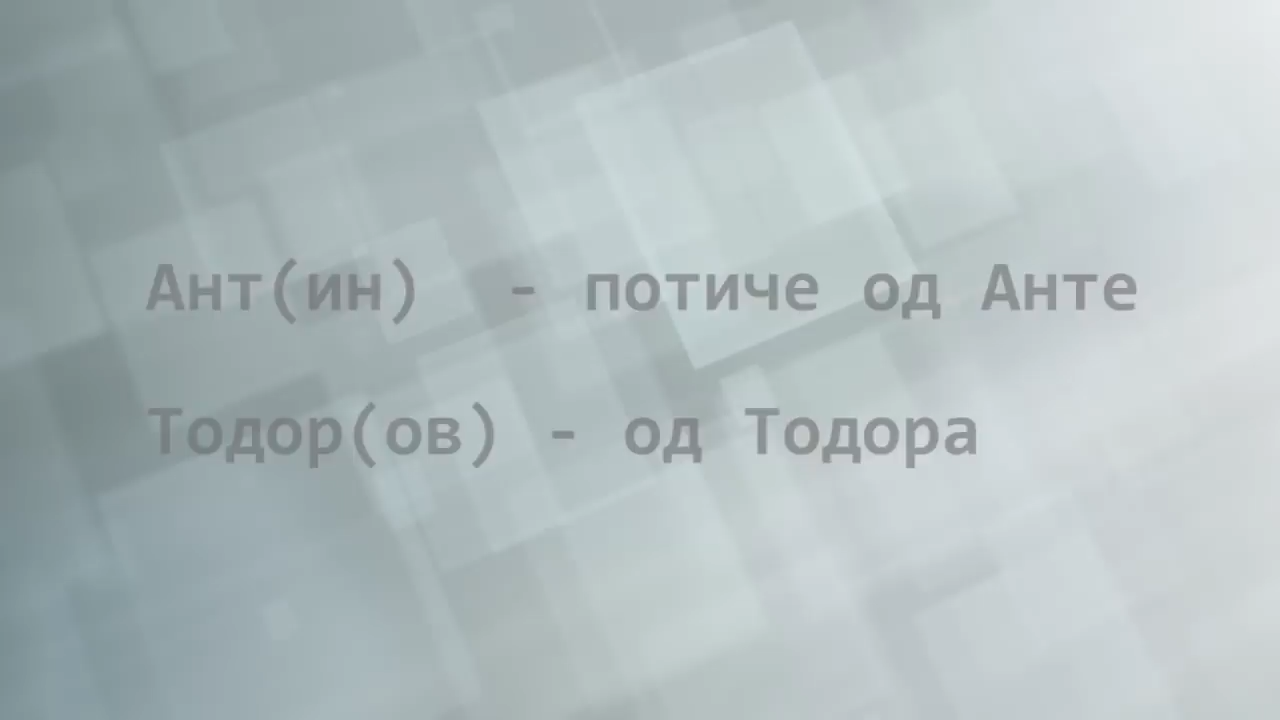 Ант(ин)  - потиче од Анте
Тодор(ов) - од Тодора